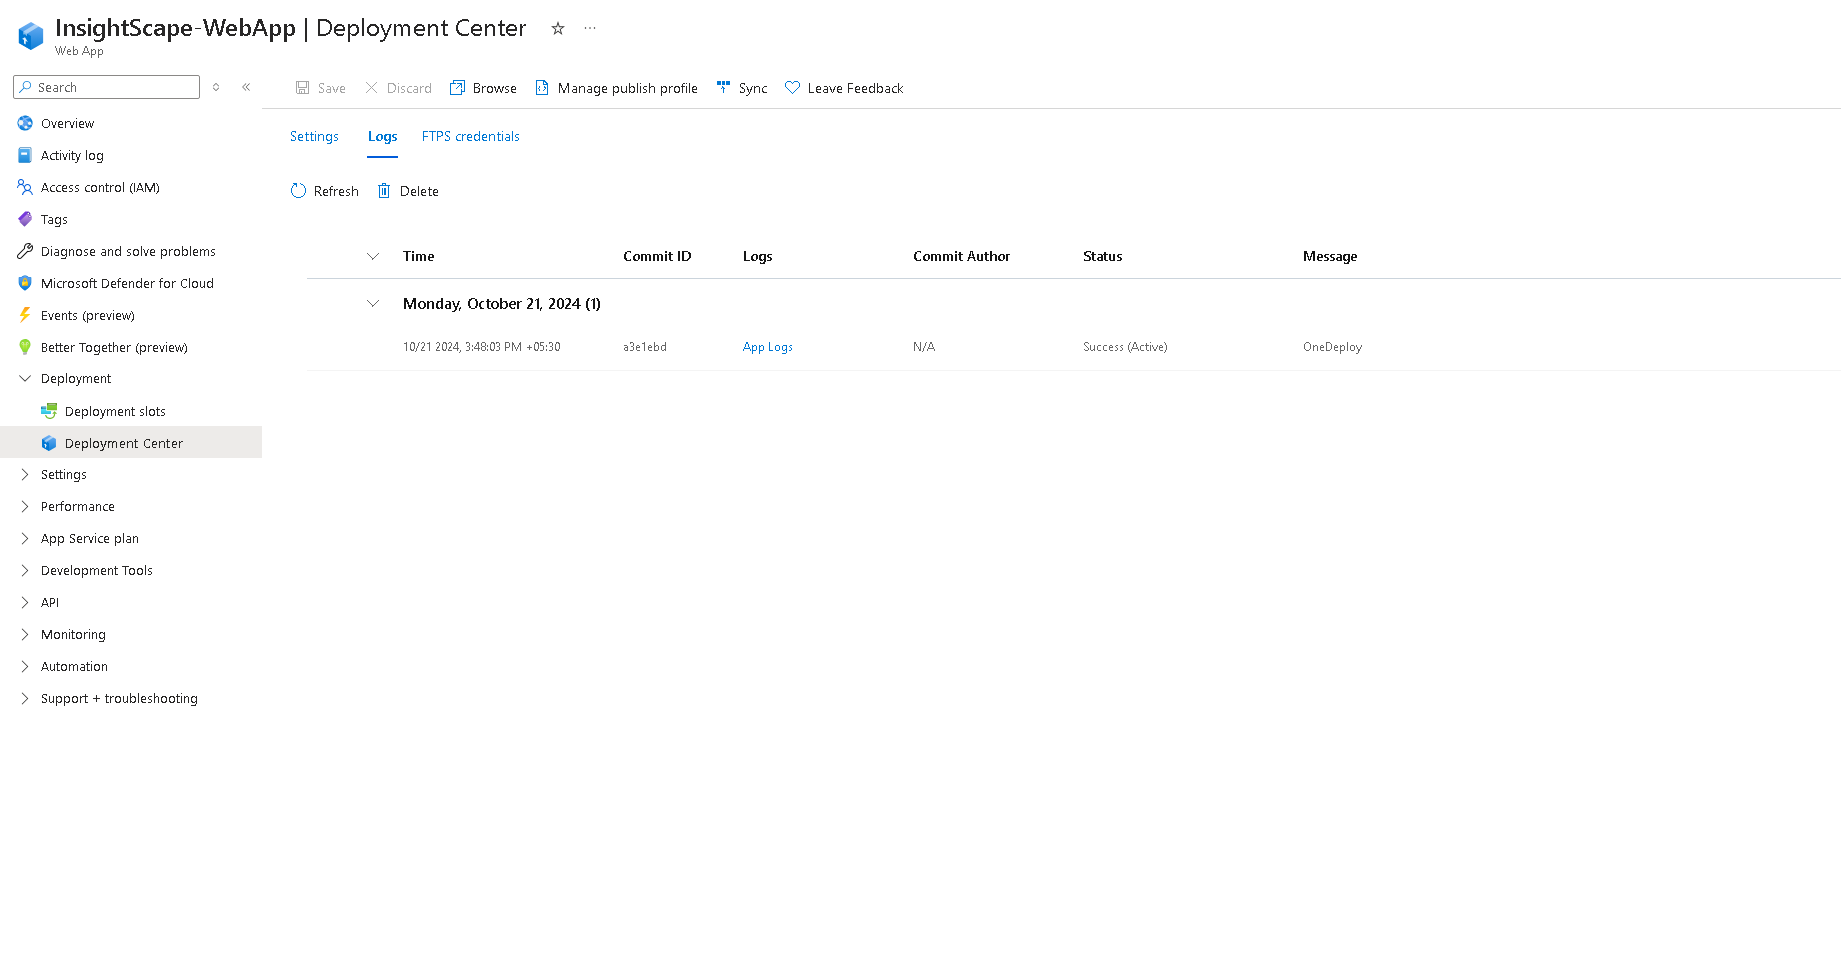 InsightScape-WebApp | Deployment Center
Web App
Search
Save
Discard
Browse
Manage publish profile
Sync
Leave Feedback
Overview
Activity log
Access control (IAM)
Tags
Diagnose and solve problems
Microsoft Defender for Cloud
Events (preview)
Better Together (preview)
Deployment
Deployment slots
Deployment Center
Settings
Performance
App Service plan
Development Tools
API
Monitoring
Automation
Support + troubleshooting
Settings Logs FTPS credentials
Refresh Delete
Time Commit ID Logs Commit Author Status Message
Monday, October 21, 2024 (1)
10/21 2024, 3:48:03 PM +05:30 a3e1ebd App Logs N/A Success (Active) OneDeploy